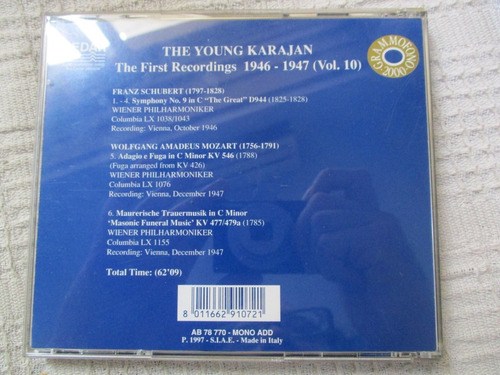 CEDAR
THE YOUNG KARAJAN
The First Recordings 1946 - 1947 (Vol. 10)
GRAMMOFONO 2000
FRANZ SCHUBERT (1797-1828)
1. - 4. Symphony No. 9 in C "The Great" D944 (1825-1828)
WIENER PHILHARMONIKER
Columbia LX 1038/1043
Recording: Vienna, October 1946
WOLFGANG AMADEUS MOZART (1756-1791)
5. Adagio e Fuga in C Minor KV 546 (1788)
(Fuga arranged from KV 426)
WIENER PHILHARMONIKER
Columbia LX 1076
Recording: Vienna, December 1947
6. Maurerische Trauermusik in C Minor
'Masonic Funeral Music' KV 477/479a (1785)
WIENER PHILHARMONIKER
Columbia LX 1155
Recording: Vienna, December 1947
Total Time: (62'09)
8 011662 910721
AB 78 770 - MONO ADD
P. 1997 - S.I.A.E. - Made in Italy